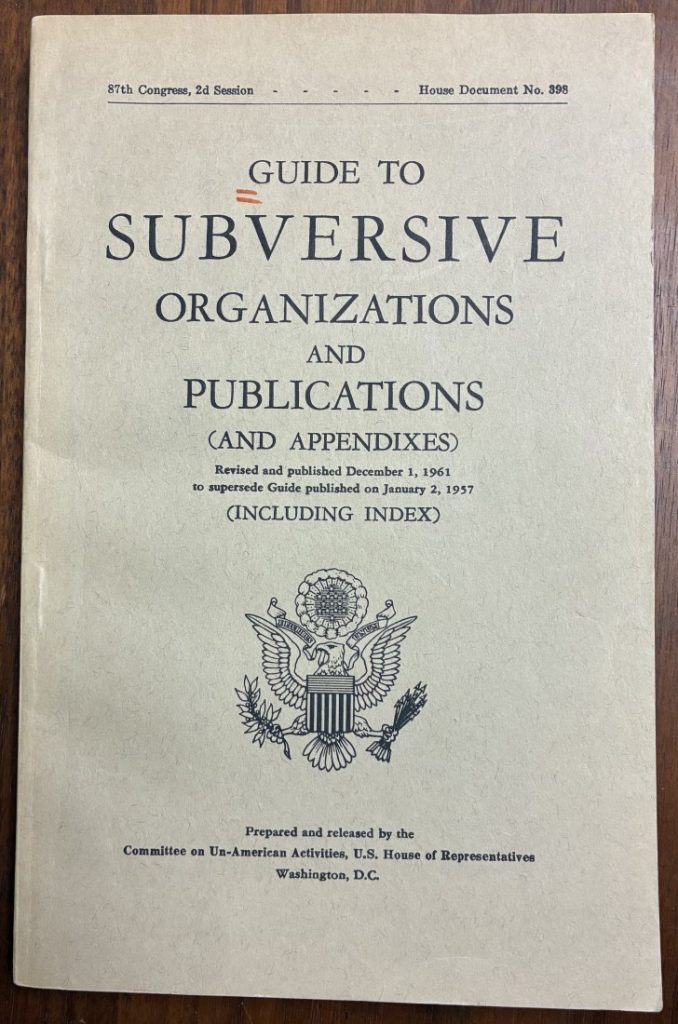 87th Congress, 2d Session - - - - - House Document No. 398
GUIDE TO
SUBVERSIVE
ORGANIZATIONS
AND
PUBLICATIONS
(AND APPENDIXES)
Revised and published December 1, 1961
to supersede Guide published on January 2, 1957
(INCLUDING INDEX)
Prepared and released by the
Committee on Un-American Activities, U.S. House of Representatives
Washington, D.C.